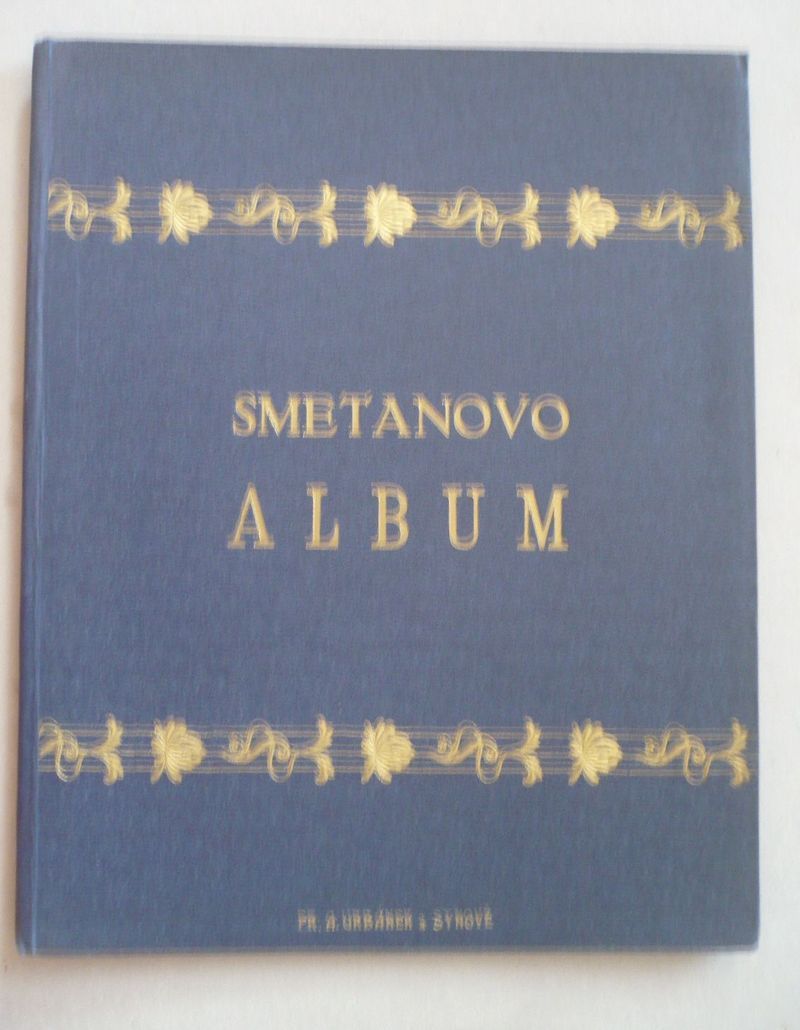 SMETANOVO
ALBUM
FR. A. URBÁNEK a SYNOVÉ